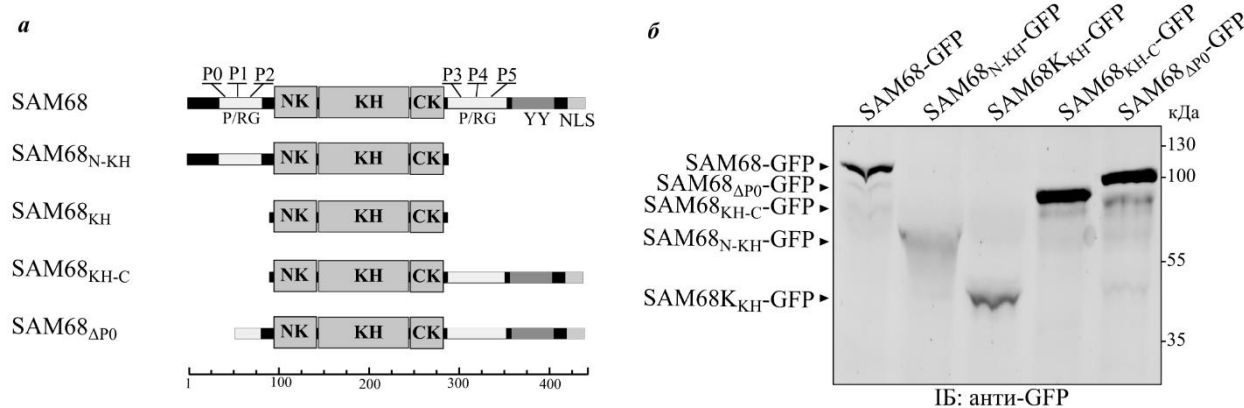 а
P0 P1 P2 P3 P4 P5
SAM68
NK KH CK
P/RG P/RG YY NLS
SAM68N-KH
NK KH CK
SAM68KH
NK KH CK
SAM68KH-C
NK KH CK
SAM68ΔP0
NK KH CK
1 100 200 300 400
б
SAM68-GFP
SAM68N-KH-GFP
SAM68KKH-GFP
SAM68KH-C-GFP
SAM68ΔP0-GFP
кДа
SAM68-GFP
SAM68ΔP0-GFP
SAM68KH-C-GFP
SAM68N-KH-GFP
SAM68KKH-GFP
-130
-100
-55
-35
ІБ: анти-GFP